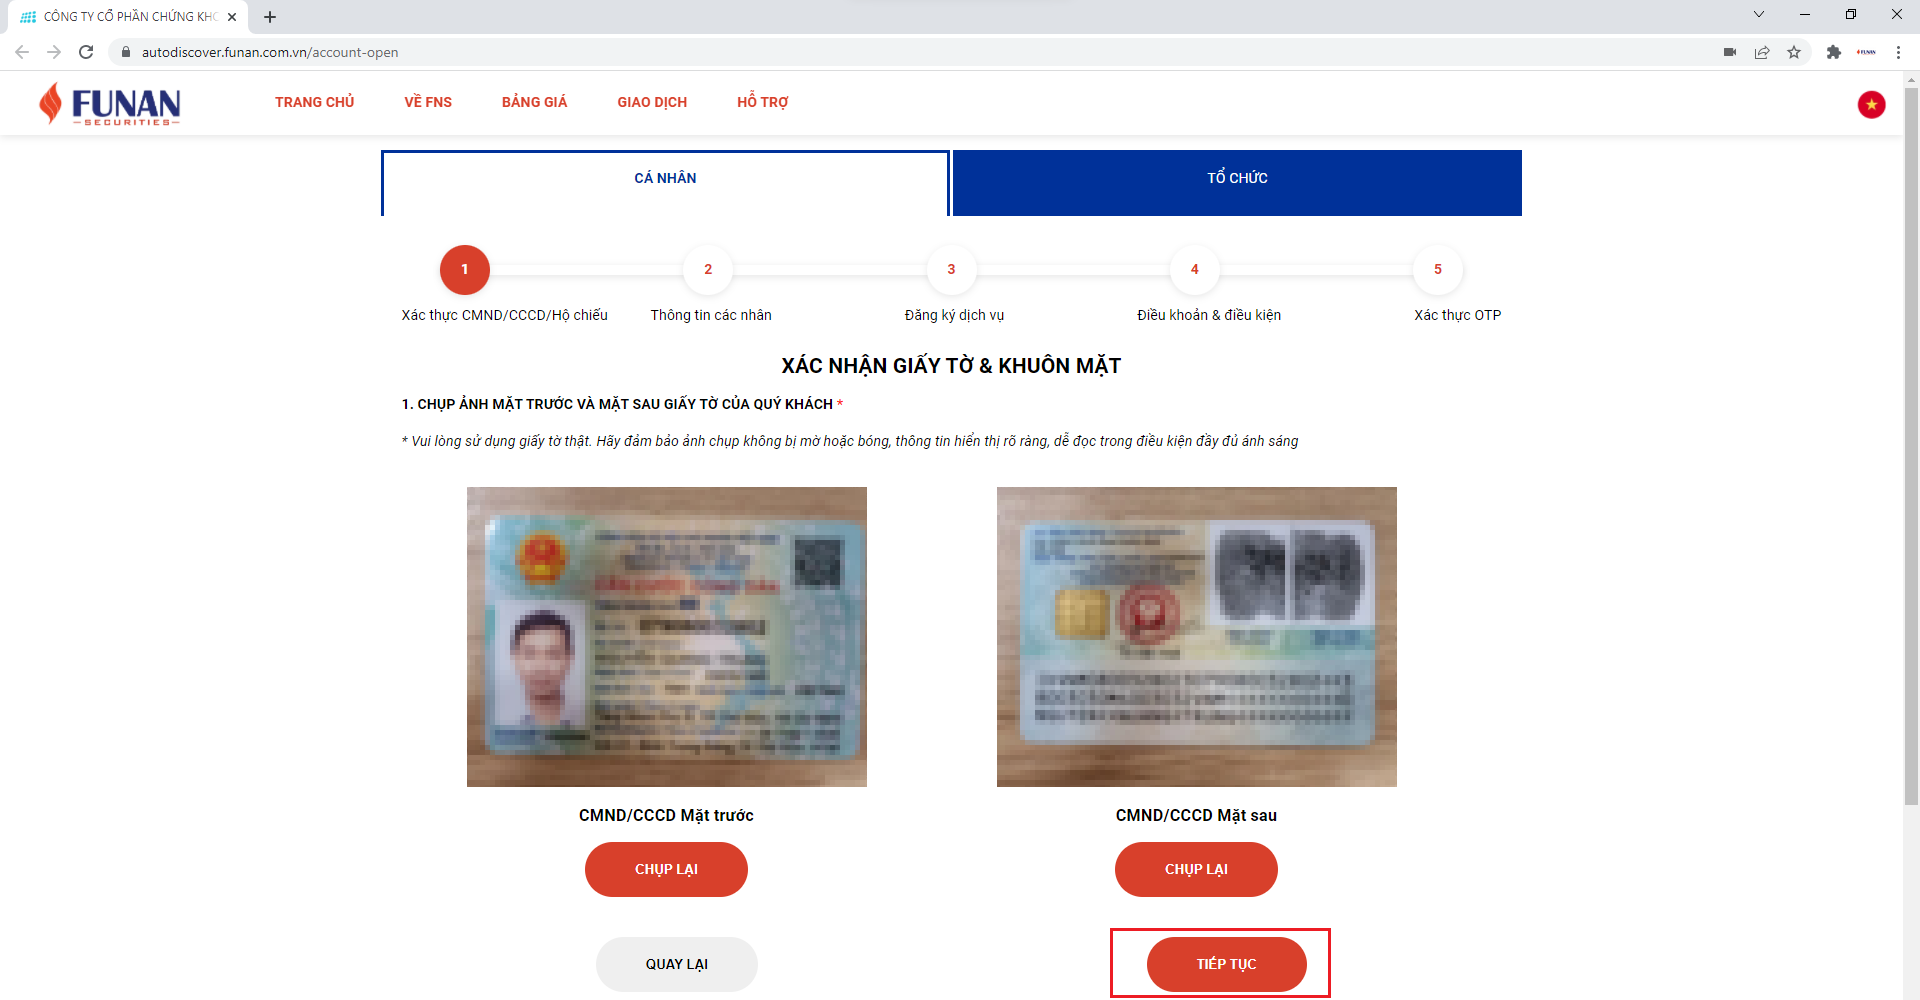 CÔNG TY CỔ PHẦN CHỨNG KHO
autodiscover.funan.com.vn/account-open
FUNAN
FUNAN
SECURITIES
TRANG CHỦ
VỀ FNS
BẢNG GIÁ
GIAO DỊCH
HỖ TRỢ
CÁ NHÂN
TỔ CHỨC
1
2
3
4
5
Xác thực CMND/CCCD/Hộ chiếu
Thông tin các nhân
Đăng ký dịch vụ
Điều khoản & điều kiện
Xác thực OTP
XÁC NHẬN GIẤY TỜ & KHUÔN MẶT
1. CHỤP ẢNH MẶT TRƯỚC VÀ MẶT SAU GIẤY TỜ CỦA QUÝ KHÁCH *
* Vui lòng sử dụng giấy tờ thật. Hãy đảm bảo ảnh chụp không bị mờ hoặc bóng, thông tin hiển thị rõ ràng, dễ đọc trong điều kiện đầy đủ ánh sáng
CMND/CCCD Mặt trước
CMND/CCCD Mặt sau
CHỤP LẠI
CHỤP LẠI
QUAY LẠI
TIẾP TỤC